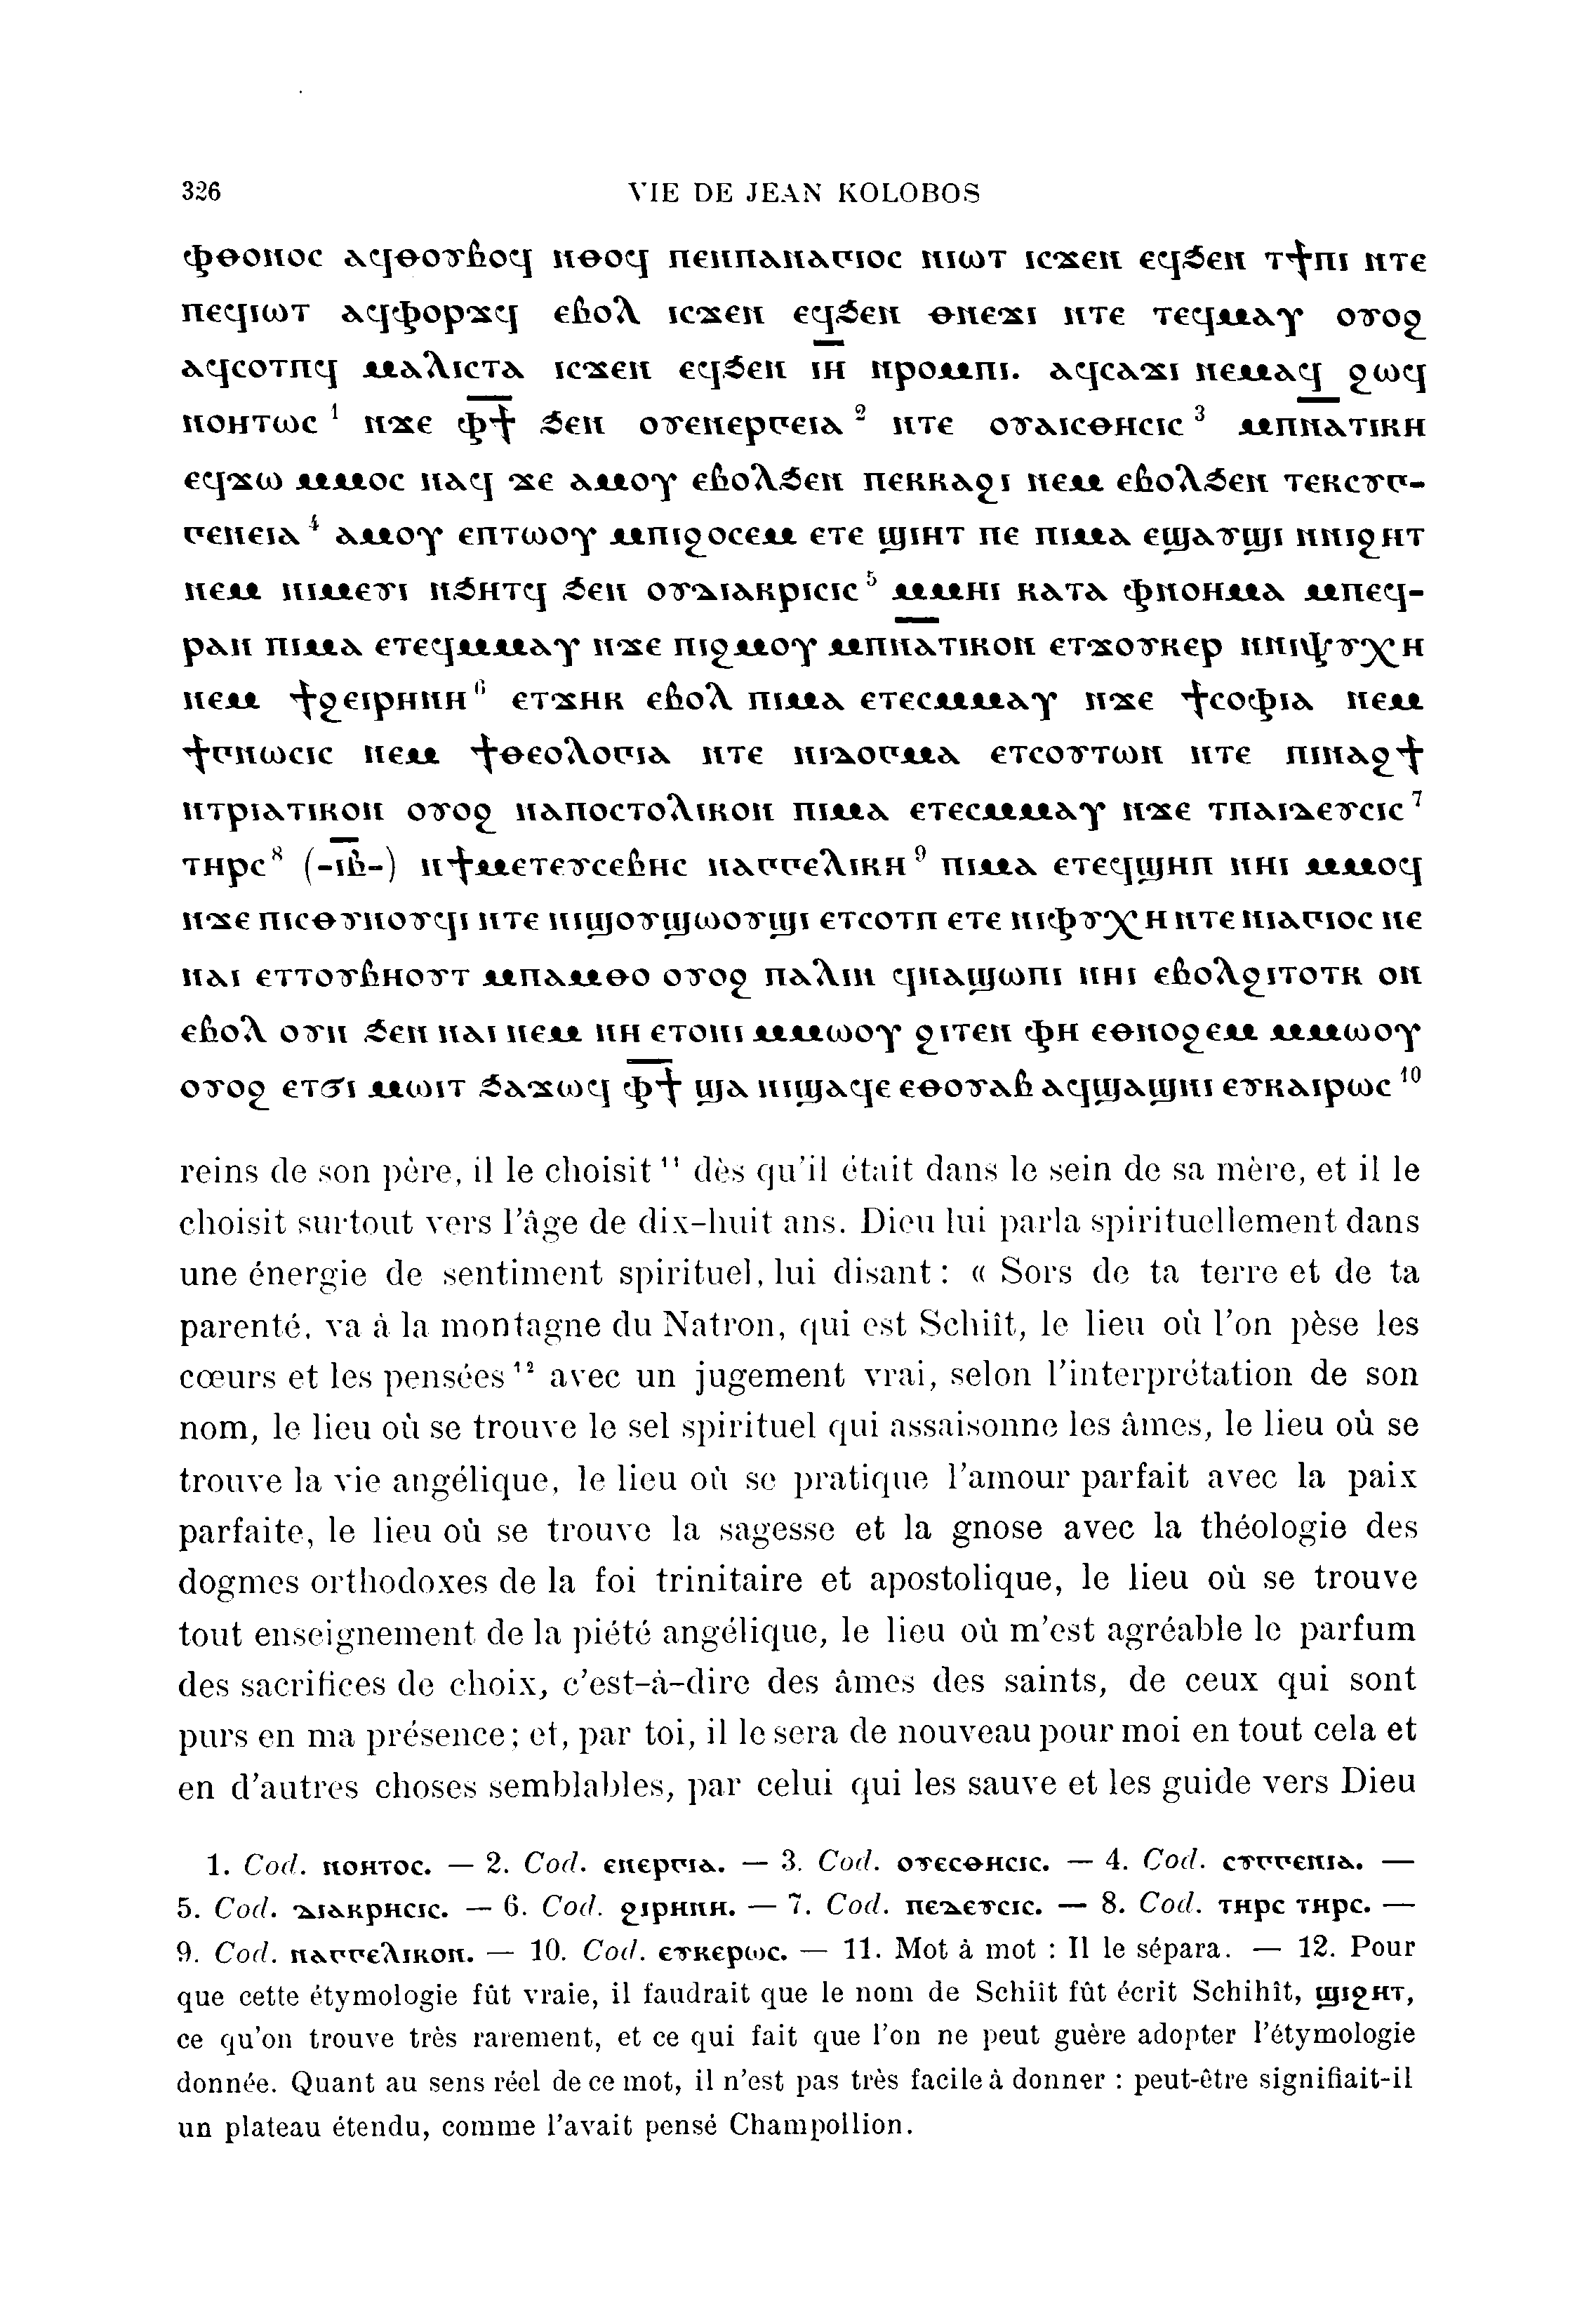 326 VIE DE JEAN KOLOBOS
ⲫⲑⲟⲛⲟⲥ ⲁϥⲑⲟⲩⲃⲟϥ ⲛⲑⲟϥ ⲡⲉⲛⲡⲁⲛⲁⲅⲓⲟⲥ ⲛⲓⲱⲧ ⲓⲥϫⲉⲛ ⲉϥϧⲉⲛ ⲧϯⲡⲓ ⲛⲧⲉ
ⲡⲉϥⲓⲱⲧ ⲁϥⲫⲟⲣϫϥ ⲉⲃⲟⲗ ⲓⲥϫⲉⲛ ⲉϥϧⲉⲛ ⲑⲛⲉϫⲓ ⲛⲧⲉ ⲧⲉϥⲙⲁⲩ ⲟⲩⲟϩ
ⲁϥⲥⲟⲧⲡϥ ⲙⲁⲗⲓⲥⲧⲁ ⲓⲥϫⲉⲛ ⲉϥϧⲉⲛ ⲓ̅ⲏ̅ ⲛⲣⲟⲙⲡⲓ. ⲁϥⲥⲁϫⲓ ⲛⲉⲙⲁϥ ϩⲱϥ
ⲛⲟⲏⲧⲱⲥ 1 ⲛϫⲉ ⲫ̅ϯ̅ ϧⲉⲛ ⲟⲩⲉⲛⲉⲣⲅⲉⲓⲁ 2 ⲛⲧⲉ ⲟⲩⲁⲓⲥⲑⲏⲥⲓⲥ 3 ⲙⲡ̅ⲛ̅ⲁⲧⲓⲕⲏ
ⲉϥϫⲱ ⲙⲙⲟⲥ ⲛⲁϥ ϫⲉ ⲁⲙⲟⲩ ⲉⲃⲟⲗϧⲉⲛ ⲡⲉⲕⲕⲁϩⲓ ⲛⲉⲙ ⲉⲃⲟⲗϧⲉⲛ ⲧⲉⲕⲥⲩⲅ-
ⲅⲉⲛⲉⲓⲁ 4 ⲁⲙⲟⲩ ⲉⲡⲧⲱⲟⲩ ⲙⲡⲓϩⲟⲥⲉⲙ ⲉⲧⲉ ϣⲓⲏⲧ ⲡⲉ ⲡⲓⲙⲁ ⲉϣⲁⲩϣⲓ ⲛⲛⲓϩⲏⲧ
ⲛⲉⲙ ⲛⲓⲙⲉⲩⲓ ⲛϧⲏⲧϥ ϧⲉⲛ ⲟⲩⲇⲓⲁⲕⲣⲓⲥⲓⲥ 5 ⲙⲙⲏⲓ ⲕⲁⲧⲁ ⲫⲛⲟⲏⲙⲁ ⲙⲡⲉϥ-
ⲣⲁⲛ ⲡⲓⲙⲁ ⲉⲧⲉϥⲙⲙⲁⲩ ⲛϫⲉ ⲡⲓϩⲙⲟⲩ ⲙⲡ̅ⲛ̅ⲁⲧⲓⲕⲟⲛ ⲉⲧϫⲟⲩⲕⲉⲣ ⲛⲛⲓⲯⲩⲭⲏ
ⲛⲉⲙ ϯϩⲉⲓⲣⲏⲛⲏ 6 ⲉⲧϫⲏⲕ ⲉⲃⲟⲗ ⲡⲓⲙⲁ ⲉⲧⲉⲥⲙⲙⲁⲩ ⲛϫⲉ ϯⲥⲟⲫⲓⲁ ⲛⲉⲙ
ϯⲅⲛⲱⲥⲓⲥ ⲛⲉⲙ ϯⲑⲉⲟⲗⲟⲅⲓⲁ ⲛⲧⲉ ⲛⲓⲇⲟⲅⲙⲁ ⲉⲧⲥⲟⲩⲧⲱⲛ ⲛⲧⲉ ⲡⲓⲛⲁϩϯ
ⲛⲧⲣⲓⲁⲧⲓⲕⲟⲛ ⲟⲩⲟϩ ⲛⲁⲡⲟⲥⲧⲟⲗⲓⲕⲟⲛ ⲡⲓⲙⲁ ⲉⲧⲉⲥⲙⲙⲁⲩ ⲛϫⲉ ⲧⲡⲁⲓⲇⲉⲩⲥⲓⲥ 7
ⲧⲏⲣⲥ 8 (-ⲓ̅ⲃ̅-) ⲛϯⲙⲉⲧⲉⲩⲥⲉⲃⲏⲥ ⲛⲁⲅⲅⲉⲗⲓⲕⲏ 9 ⲡⲓⲙⲁ ⲉⲧⲉϥϣⲏⲡ ⲛⲏⲓ ⲙⲙⲟϥ
ⲛϫⲉ ⲡⲓⲥⲑⲩⲛⲟⲩϥⲓ ⲛⲧⲉ ⲛⲓϣⲟⲩϣⲱⲟⲩϣⲓ ⲉⲧⲥⲟⲧⲡ ⲉⲧⲉ ⲛⲓⲫⲩⲭⲏ ⲛⲧⲉ ⲛⲓⲁⲅⲓⲟⲥ ⲛⲉ
ⲛⲁⲓ ⲉⲧⲧⲟⲩⲃⲏⲟⲩⲧ ⲙⲡⲁⲙⲑⲟ ⲟⲩⲟϩ ⲡⲁⲗⲓⲛ ϥⲛⲁϣⲱⲡⲓ ⲛⲏⲓ ⲉⲃⲟⲗϩⲓⲧⲟⲧⲕ ⲟⲛ
ⲉⲃⲟⲗ ⲟⲩⲛ ϧⲉⲛ ⲛⲁⲓ ⲛⲉⲙ ⲛⲏ ⲉⲧⲟⲛⲓ ⲙⲙⲱⲟⲩ ϩⲓⲧⲉⲛ ⲫⲏ ⲉⲑⲛⲟϩⲉⲙ ⲙⲙⲱⲟⲩ
ⲟⲩⲟϩ ⲉⲧϭⲓ ⲙⲱⲓⲧ ϧⲁϫⲱϥ ⲫ̅ϯ̅ ϣⲁ ⲛⲓϣⲁϥⲉ ⲉⲑⲟⲩⲁⲃ ⲁϥϣⲁϣⲛⲓ ⲉⲩⲕⲁⲓⲣⲱⲥ 10
reins de son père, il le choisit 11 dès qu'il était dans le sein de sa mère, et il le
choisit surtout vers l'âge de dix-huit ans. Dieu lui parla spirituellement dans
une énergie de sentiment spirituel, lui disant : « Sors de ta terre et de ta
parenté, va à la montagne du Natron, qui est Schiît, le lieu où l'on pèse les
cœurs et les pensées 12 avec un jugement vrai, selon l'interprétation de son
nom, le lieu où se trouve le sel spirituel qui assaisonne les âmes, le lieu où se
trouve la vie angélique, le lieu où se pratique l'amour parfait avec la paix
parfaite, le lieu où se trouve la sagesse et la gnose avec la théologie des
dogmes orthodoxes de la foi trinitaire et apostolique, le lieu où se trouve
tout enseignement de la piété angélique, le lieu où m'est agréable le parfum
des sacrifices de choix, c'est-à-dire des âmes des saints, de ceux qui sont
purs en ma présence; et, par toi, il le sera de nouveau pour moi en tout cela et
en d'autres choses semblables, par celui qui les sauve et les guide vers Dieu
1. Cod. ⲛⲟⲏⲧⲟⲥ. — 2. Cod. ⲉⲛⲉⲣⲅⲓⲁ. — 3. Cod. ⲟⲩⲉⲥⲑⲏⲥⲓⲥ. — 4. Cod. ⲥⲩⲅⲅⲉⲛⲓⲁ. —
5. Cod. ⲇⲓⲁⲕⲣⲏⲥⲓⲥ. — 6. Cod. ϩⲓⲣⲏⲛⲏ. — 7. Cod. ⲡⲉⲇⲉⲩⲥⲓⲥ. — 8. Cod. ⲧⲏⲣⲥ ⲧⲏⲣⲥ. —
9. Cod. ⲛⲁⲅⲅⲉⲗⲓⲕⲟⲛ. — 10. Cod. ⲉⲩⲕⲉⲣⲱⲥ. — 11. Mot à mot : Il le sépara. — 12. Pour
que cette étymologie fût vraie, il faudrait que le nom de Schiît fût écrit Schihît, ϣⲓϩⲏⲧ,
ce qu'on trouve très rarement, et ce qui fait que l'on ne peut guère adopter l'étymologie
donnée. Quant au sens réel de ce mot, il n'est pas très facile à donner : peut-être signifiait-il
un plateau étendu, comme l'avait pensé Champollion.